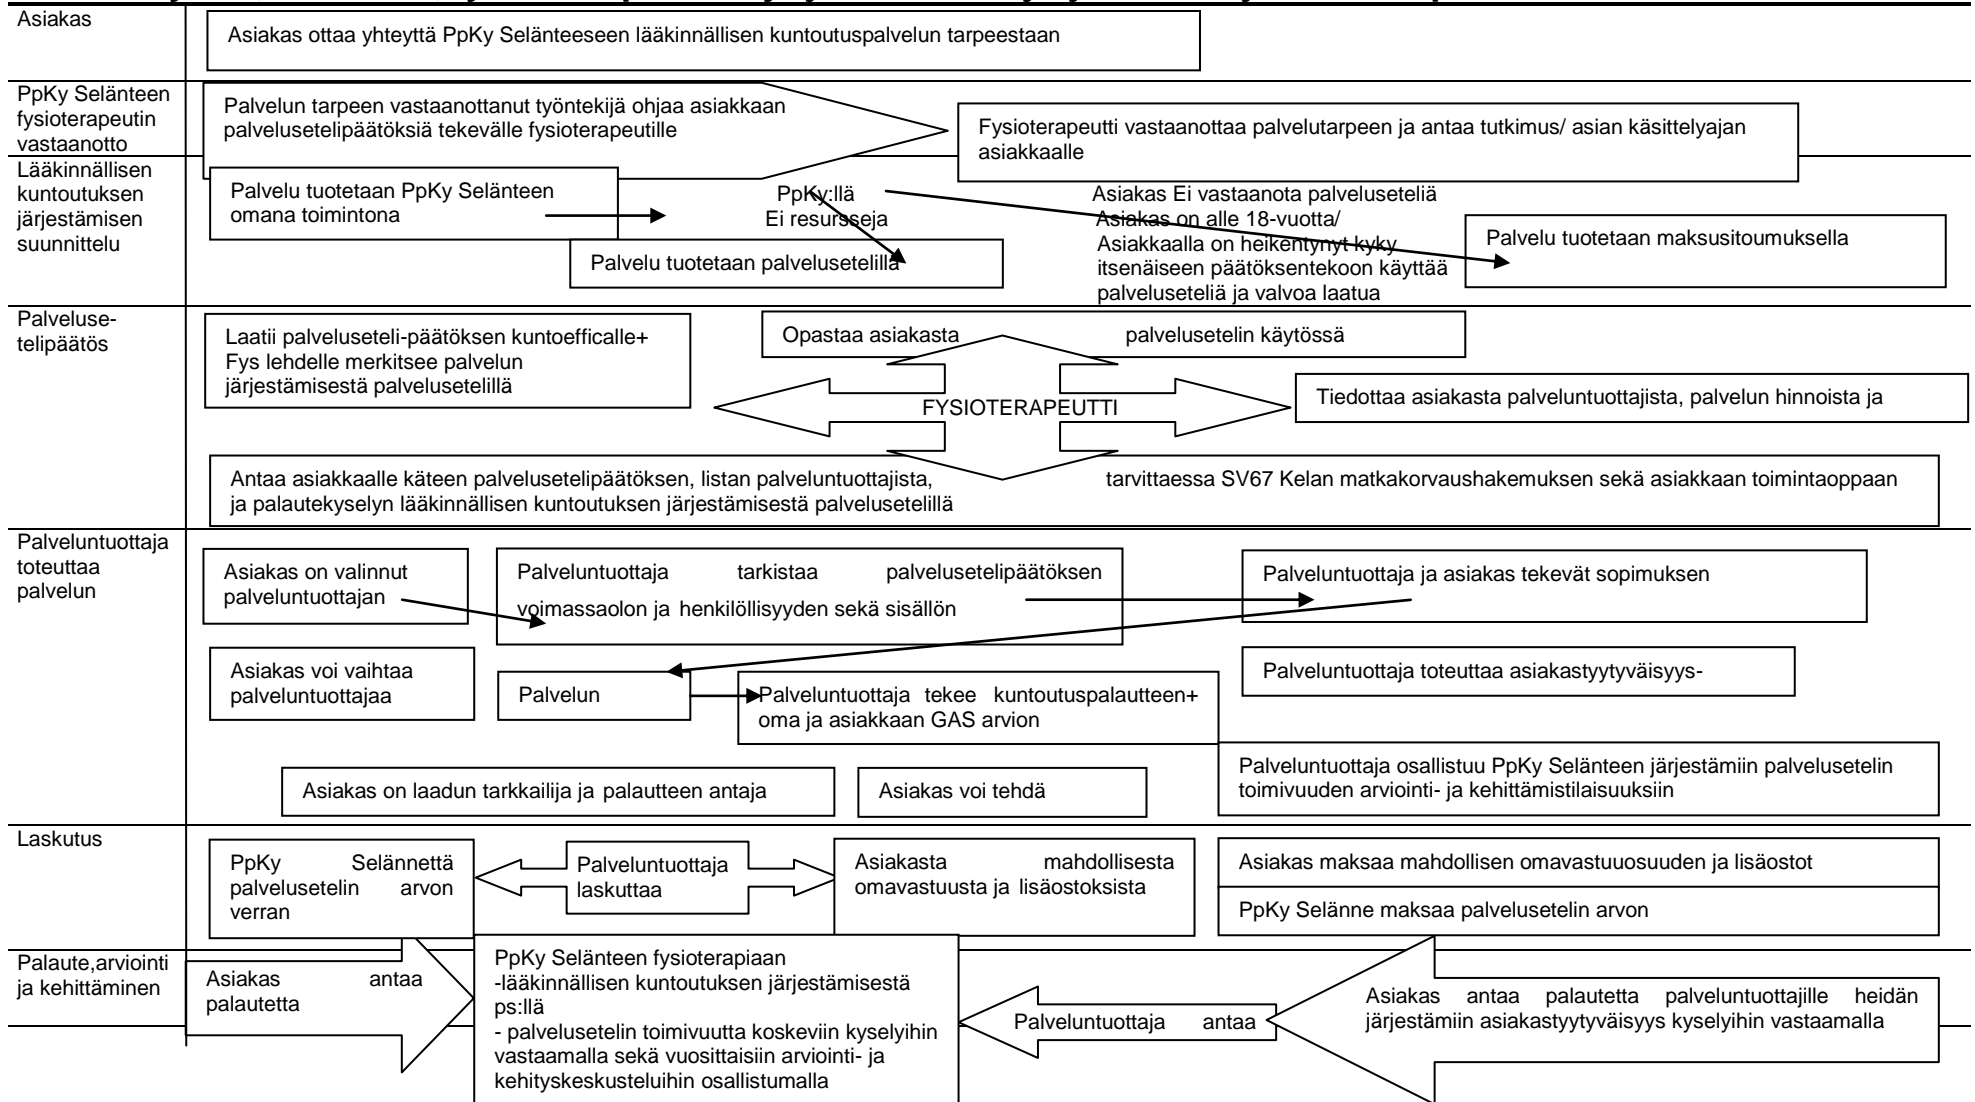 Asiakas
Asiakas ottaa yhteyttä PpKy Selänteeseen lääkinnällisen kuntoutuspalvelun tarpeestaan
PpKy Selänteen
fysioterapeutin
vastaanotto
Palvelun tarpeen vastaanottanut työntekijä ohjaa asiakkaan
palvelusetelipäätöksiä tekevälle fysioterapeutille
Fysioterapeutti vastaanottaa palvelutarpeen ja antaa tutkimus/ asian käsittelyajan
asiakkaalle
Lääkinnällisen
kuntoutuksen
järjestämisen
suunnittelu
Palvelu tuotetaan PpKy Selänteen
omana toimintona
PpKy:llä
Ei resursseja
Palvelu tuotetaan palvelusetelillä
Asiakas Ei vastaanota palveluseteliä
Asiakas on alle 18-vuotta/
Asiakkaalla on heikentynyt kyky
itsenäiseen päätöksentekoon käyttää
palveluseteliä ja valvoa laatua
Palvelu tuotetaan maksusitoumuksella
Palveluse-
telipäätös
Laatii palveluseteli-päätöksen kuntoefficalle+
Fys lehdelle merkitsee palvelun
järjestämisestä palvelusetelillä
Opastaa asiakasta palvelusetelin käytössä
FYSIOTERAPEUTTI
Tiedottaa asiakasta palveluntuottajista, palvelun hinnoista ja
Antaa asiakkaalle käteen palvelusetelipäätöksen, listan palveluntuottajista, tarvittaessa SV67 Kelan matkakorvaushakemuksen sekä asiakkaan toimintaoppaan
ja palautekyselyn lääkinnällisen kuntoutuksen järjestämisestä palvelusetelillä
Palveluntuottaja
toteuttaa
palvelun
Asiakas on valinnut
palveluntuottajan
Palveluntuottaja tarkistaa palvelusetelipäätöksen
voimassaolon ja henkilöllisyyden sekä sisällön
Palveluntuottaja ja asiakas tekevät sopimuksen
Asiakas voi vaihtaa
palveluntuottajaa
Palvelun
Palveluntuottaja tekee kuntoutuspalautteen+
oma ja asiakkaan GAS arvion
Palveluntuottaja toteuttaa asiakastyytyväisyys-
Asiakas on laadun tarkkailija ja palautteen antaja
Asiakas voi tehdä
Palveluntuottaja osallistuu PpKy Selänteen järjestämiin palvelusetelin
toimivuuden arviointi- ja kehittämistilaisuuksiin
Laskutus
PpKy Selännettä
palvelusetelin arvon
verran
Palveluntuottaja
laskuttaa
Asiakasta mahdollisesta
omavastuusta ja lisäostoksista
Asiakas maksaa mahdollisen omavastuuosuuden ja lisäostot
PpKy Selänne maksaa palvelusetelin arvon
Palaute,arviointi
ja kehittäminen
Asiakas antaa
palautetta
PpKy Selänteen fysioterapiaan
-lääkinnällisen kuntoutuksen järjestämisestä
ps:llä
- palvelusetelin toimivuutta koskeviin kyselyihin
vastaamalla sekä vuosittaisiin arviointi- ja
kehityskeskusteluihin osallistumalla
Palveluntuottaja antaa
Asiakas antaa palautetta palveluntuottajille heidän
järjestämiin asiakastyytyväisyys kyselyihin vastaamalla